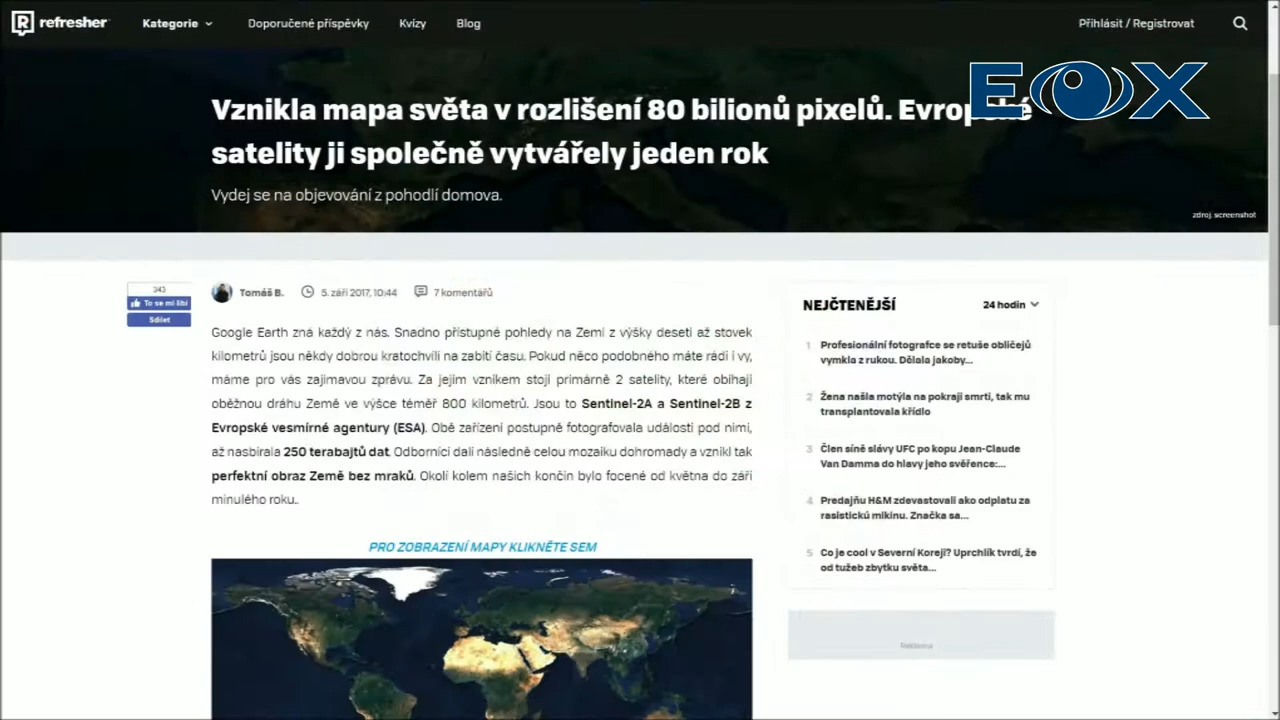 refresher
Kategorie
Doporučené příspěvky
Kvízy
Blog
Přihlásit / Registrovat
EOX
Vznikla mapa světa v rozlišení 80 bilionů pixelů. Evropské
satelity ji společně vytvářely jeden rok
Vydej se na objevování z pohodlí domova.
zdroj: screenshot
343
To se mi líbí
Sdílet
Tomáš B.
5. září 2017, 10:44
7 komentářů
Google Earth zná každý z nás. Snadno přístupné pohledy na Zemi z výšky deseti až stovek
kilometrů jsou někdy dobrou kratochvílí na zabití času. Pokud něco podobného máte rádi i vy,
máme pro vás zajímavou zprávu. Za jejím vznikem stojí primárně 2 satelity, které obíhají
oběžnou dráhu Země ve výšce téměř 800 kilometrů. Jsou to Sentinel-2A a Sentinel-2B z
Evropské vesmírné agentury (ESA). Obě zařízení postupně fotografovala události pod nimi,
až nasbírala 250 terabajtů dat. Odborníci dali následně celou mozaiku dohromady a vznikl tak
perfektní obraz Země bez mraků. Okolí kolem našich končin bylo focené od května do září
minulého roku..
PRO ZOBRAZENÍ MAPY KLIKNĚTE SEM
NEJČTENĚJŠÍ
24 hodin
1 Profesionální fotografce se retuše obličejů
vymkla z rukou. Dělala jakoby...
2 Žena našla motýla na pokraji smrti, tak mu
transplantovala křídlo
3 Člen síně slávy UFC po kopu Jean-Claude
Van Damma do hlavy jeho svěřence:...
4 Predajňu H&M zdevastovali ako odplatu za
rasistickú mikinu. Značka sa...
5 Co je cool v Severní Koreji? Uprchlík tvrdí, že
od tužeb zbytku světa...
Reklama